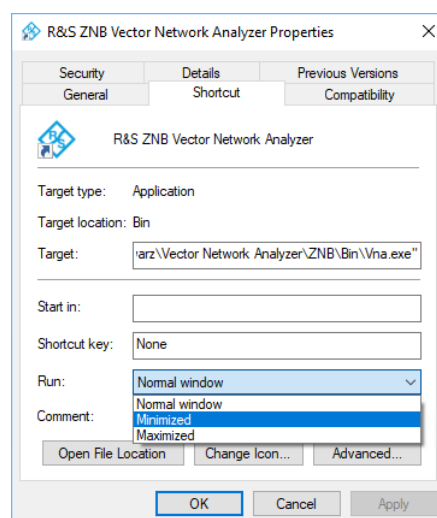 R&S ZNB Vector Network Analyzer Properties
Security Details Previous Versions
General Shortcut Compatibility
R&S ZNB Vector Network Analyzer
Target type: Application
Target location: Bin
Target: arz\Vector Network Analyzer\ZNB\Bin\Vna.exe"
Start in:
Shortcut key: None
Run: Normal window
Normal window
Comment: Minimized
Maximized
Open File Location Change Icon... Advanced...
OK Cancel Apply